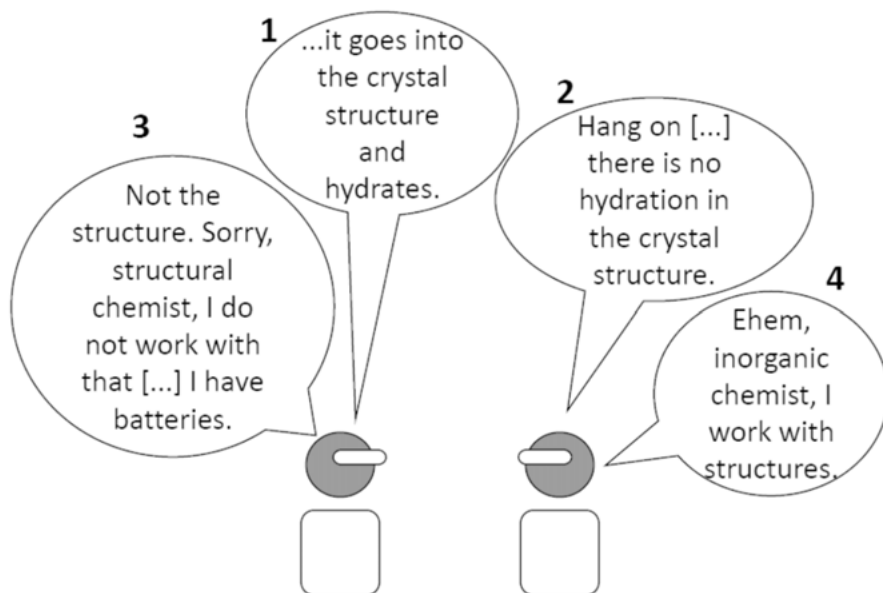 1
...it goes into
the crystal
structure
and
hydrates.
2
Hang on [...]
there is no
hydration in
the crystal
structure.
3
Not the
structure. Sorry,
structural
chemist, I do
not work with
that [...] I have
batteries.
4
Ehem,
inorganic
chemist, I
work with
structures.